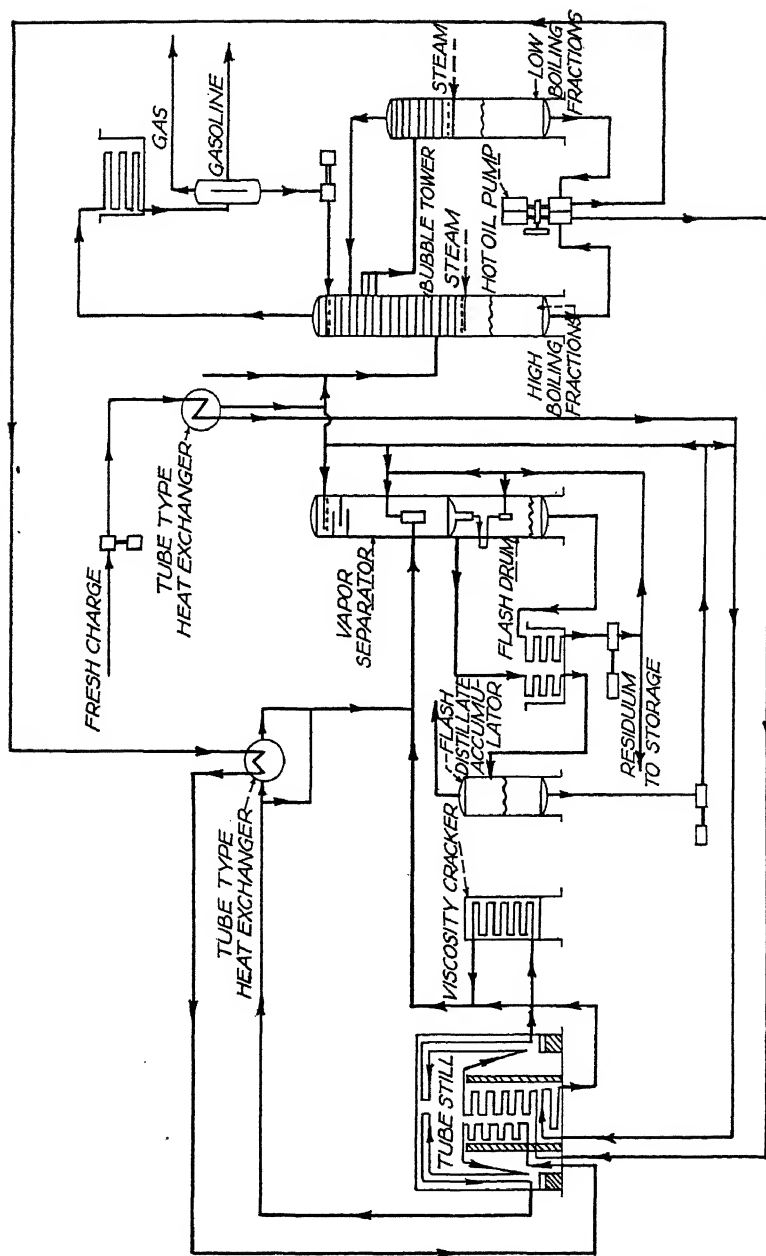 GAS
GASOLINE
FRESH CHARGE
TUBE TYPE
HEAT EXCHANGER
TUBE TYPE
HEAT EXCHANGER
VAPOR
SEPARATOR
BUBBLE TOWER
STEAM
STEAM
HOT OIL PUMP
LOW
BOILING
FRACTIONS
HIGH
BOILING
FRACTIONS
FLASH DRUM
FLASH
DISTILLATE
ACCUMU-
LATOR
VISCOSITY CRACKER
TUBE STILL
RESIDUUM
TO STORAGE